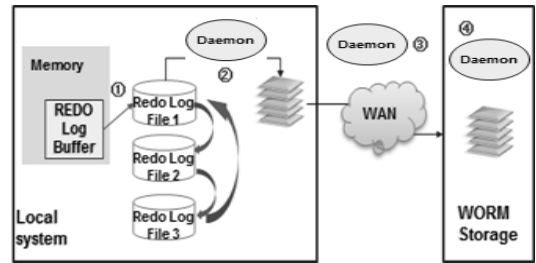 Daemon
Daemon
③
④
Daemon
Memory
①
②
REDO
Log
Buffer
Redo Log
File 1
WAN
Redo Log
File 2
Redo Log
File 3
Local
system
WORM
Storage